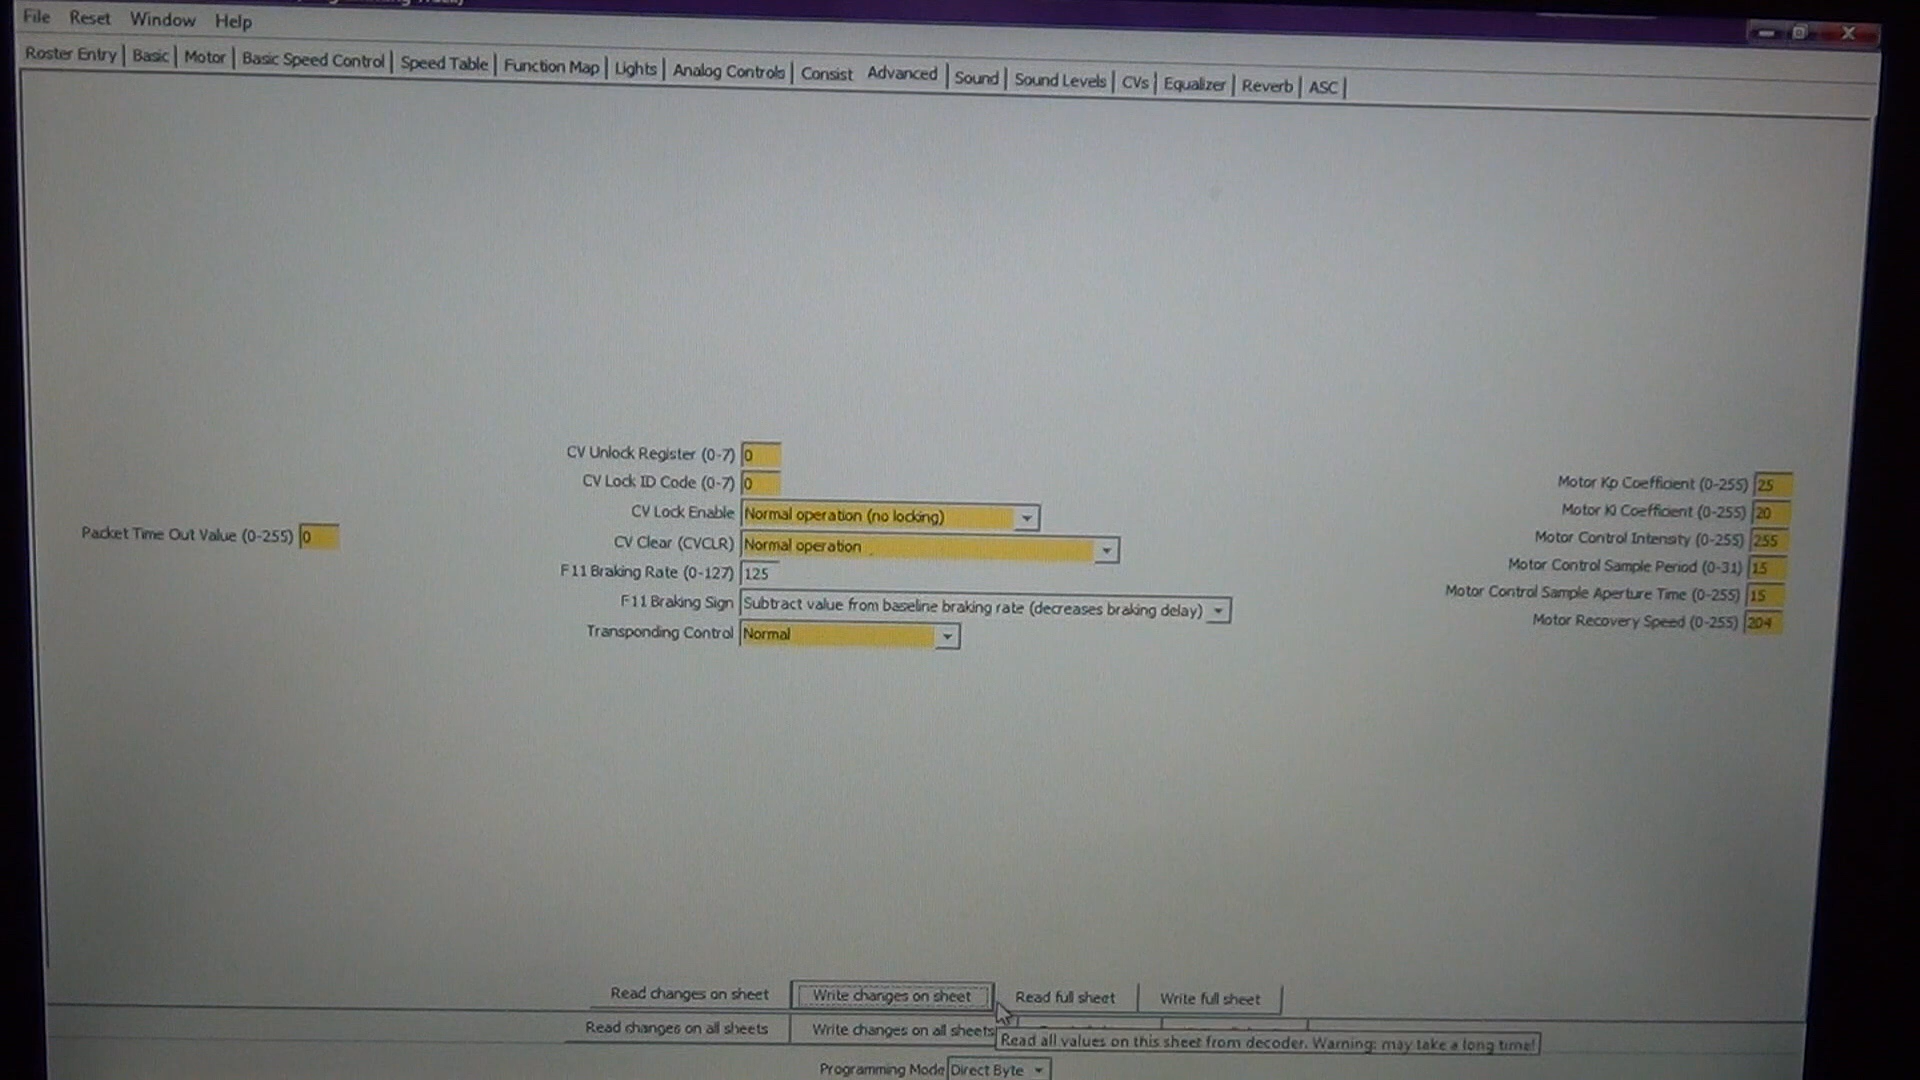 File Reset Window Help
Roster Entry Basic Motor Basic Speed Control Speed Table Function Map Lights Analog Controls Consist Advanced Sound Sound Levels CVs Equalizer Reverb ASC
Packet Time Out Value (0-255) 0
CV Unlock Register (0-7) 0
CV Lock ID Code (0-7) 0
CV Lock Enable Normal operation (no locking)
CV Clear (CVCLR) Normal operation
F11 Braking Rate (0-127) 125
F11 Braking Sign Subtract value from baseline braking rate (decreases braking delay)
Transponding Control Normal
Motor Kp Coefficient (0-255) 25
Motor Ki Coefficient (0-255) 20
Motor Control Intensity (0-255) 255
Motor Control Sample Period (0-31) 15
Motor Control Sample Aperture Time (0-255) 15
Motor Recovery Speed (0-255) 204
Read changes on sheet Write changes on sheet Read full sheet Write full sheet
Read changes on all sheets Write changes on all sheets
Read all values on this sheet from decoder. Warning: may take a long time!
Programming Mode Direct Byte